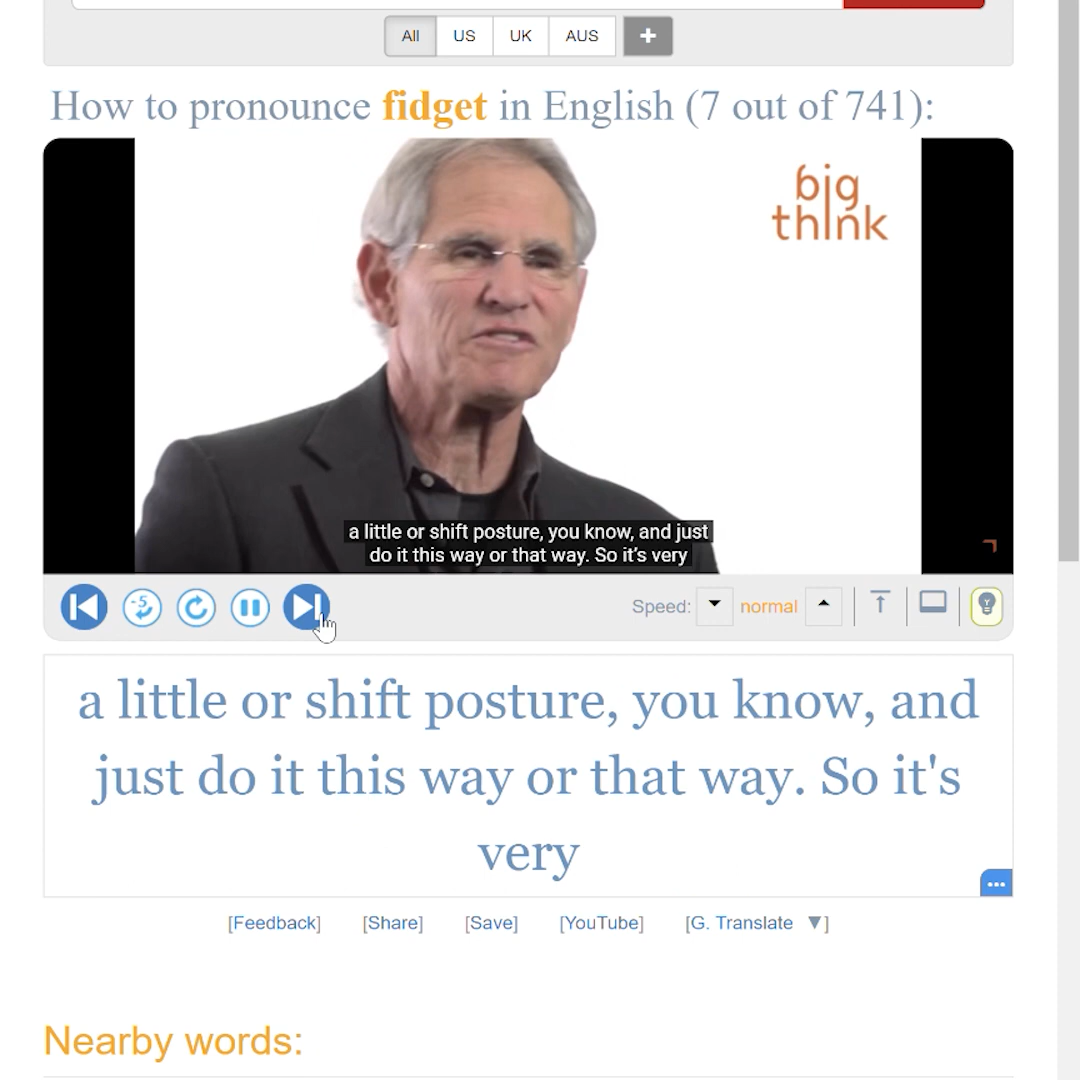 All
US
UK
AUS
+
How to pronounce fidget in English (7 out of 741):
big
think
a little or shift posture, you know, and just
do it this way or that way. So it's very
-5
Speed:
normal
a little or shift posture, you know, and
just do it this way or that way. So it's
very
[Feedback]
[Share]
[Save]
[YouTube]
[G. Translate ▼]
Nearby words: